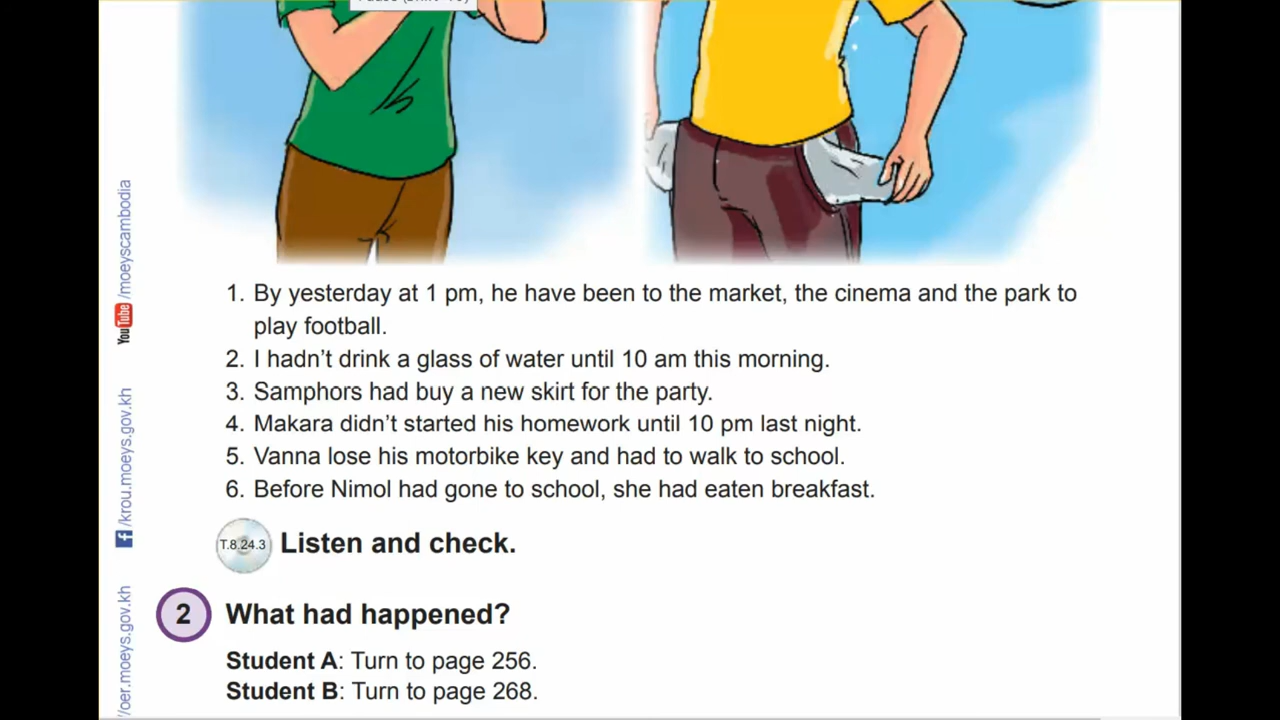 1. By yesterday at 1 pm, he have been to the market, the cinema and the park to
play football.
2. I hadn’t drink a glass of water until 10 am this morning.
3. Samphors had buy a new skirt for the party.
4. Makara didn’t started his homework until 10 pm last night.
5. Vanna lose his motorbike key and had to walk to school.
6. Before Nimol had gone to school, she had eaten breakfast.
T.8.24.3 Listen and check.
2 What had happened?
Student A: Turn to page 256.
Student B: Turn to page 268.
YouTube /moeyscambodia
f /krou.moeys.gov.kh
/oer.moeys.gov.kh